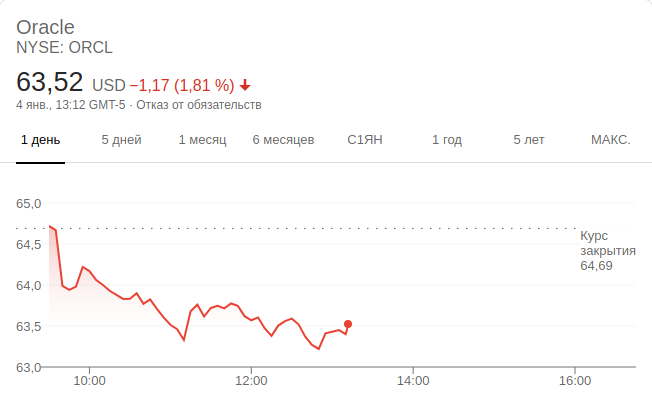 Oracle
NYSE: ORCL
63,52 USD −1,17 (1,81 %)
4 янв., 13:12 GMT-5 · Отказ от обязательств
1 день 5 дней 1 месяц 6 месяцев С1ЯН 1 год 5 лет МАКС.
65,0
Курс
закрытия
64,69
64,5
64,0
63,5
63,0
10:00 12:00 14:00 16:00